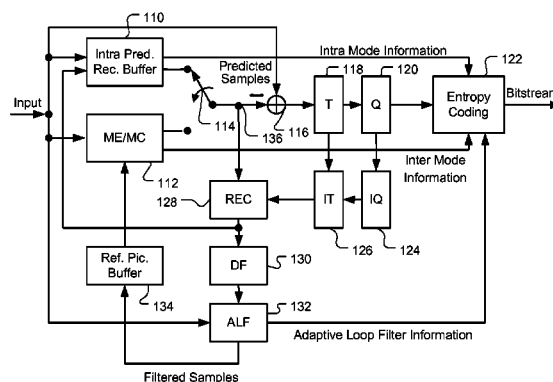 110
Intra Pred.
Rec. Buffer
Predicted
Samples
Intra Mode Information
118
120
122
Input
114
136
116
T
Q
Entropy
Coding
Bitstream
ME/MC
112
Inter Mode
Information
128
REC
IT
IQ
126
124
Ref. Pic.
Buffer
134
DF
130
ALF
132
Adaptive Loop Filter Information
Filtered Samples